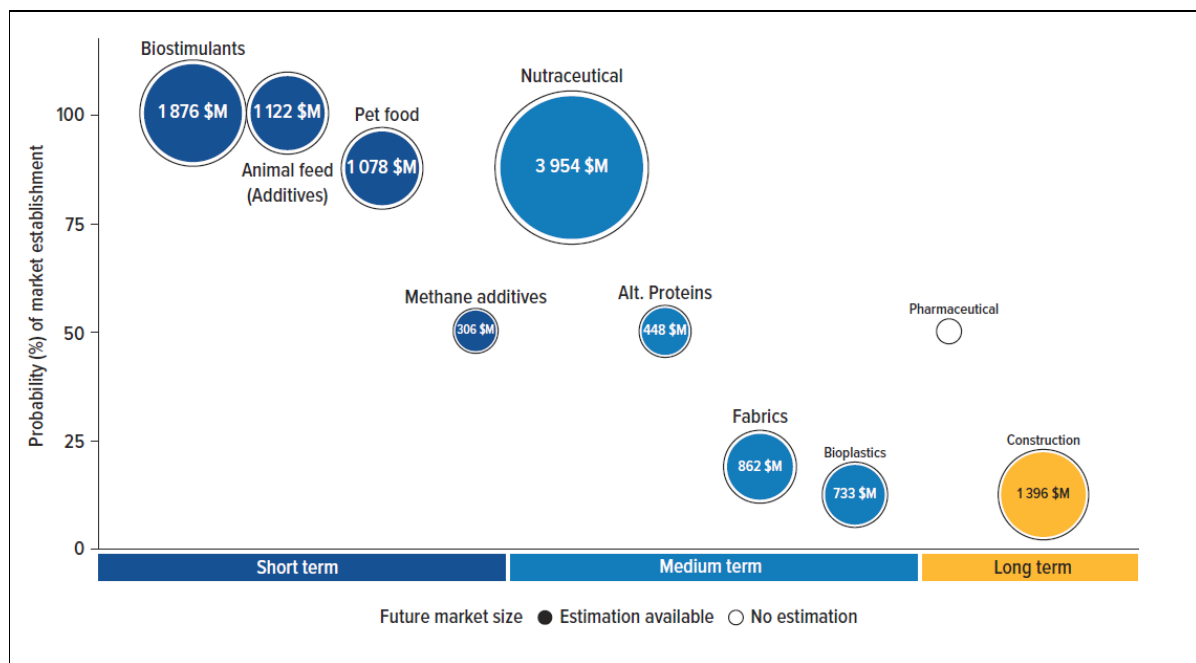 Biostimulants
Nutraceutical
100
1 876 $M
1 122 $M
Pet food
Animal feed
(Additives)
1 078 $M
3 954 $M
75
Methane additives
Alt. Proteins
Pharmaceutical
50
306 $M
448 $M
25
Fabrics
Bioplastics
Construction
862 $M
733 $M
1 396 $M
0
Probability (%) of market establishment
Short term
Medium term
Long term
Future market size
Estimation available
No estimation